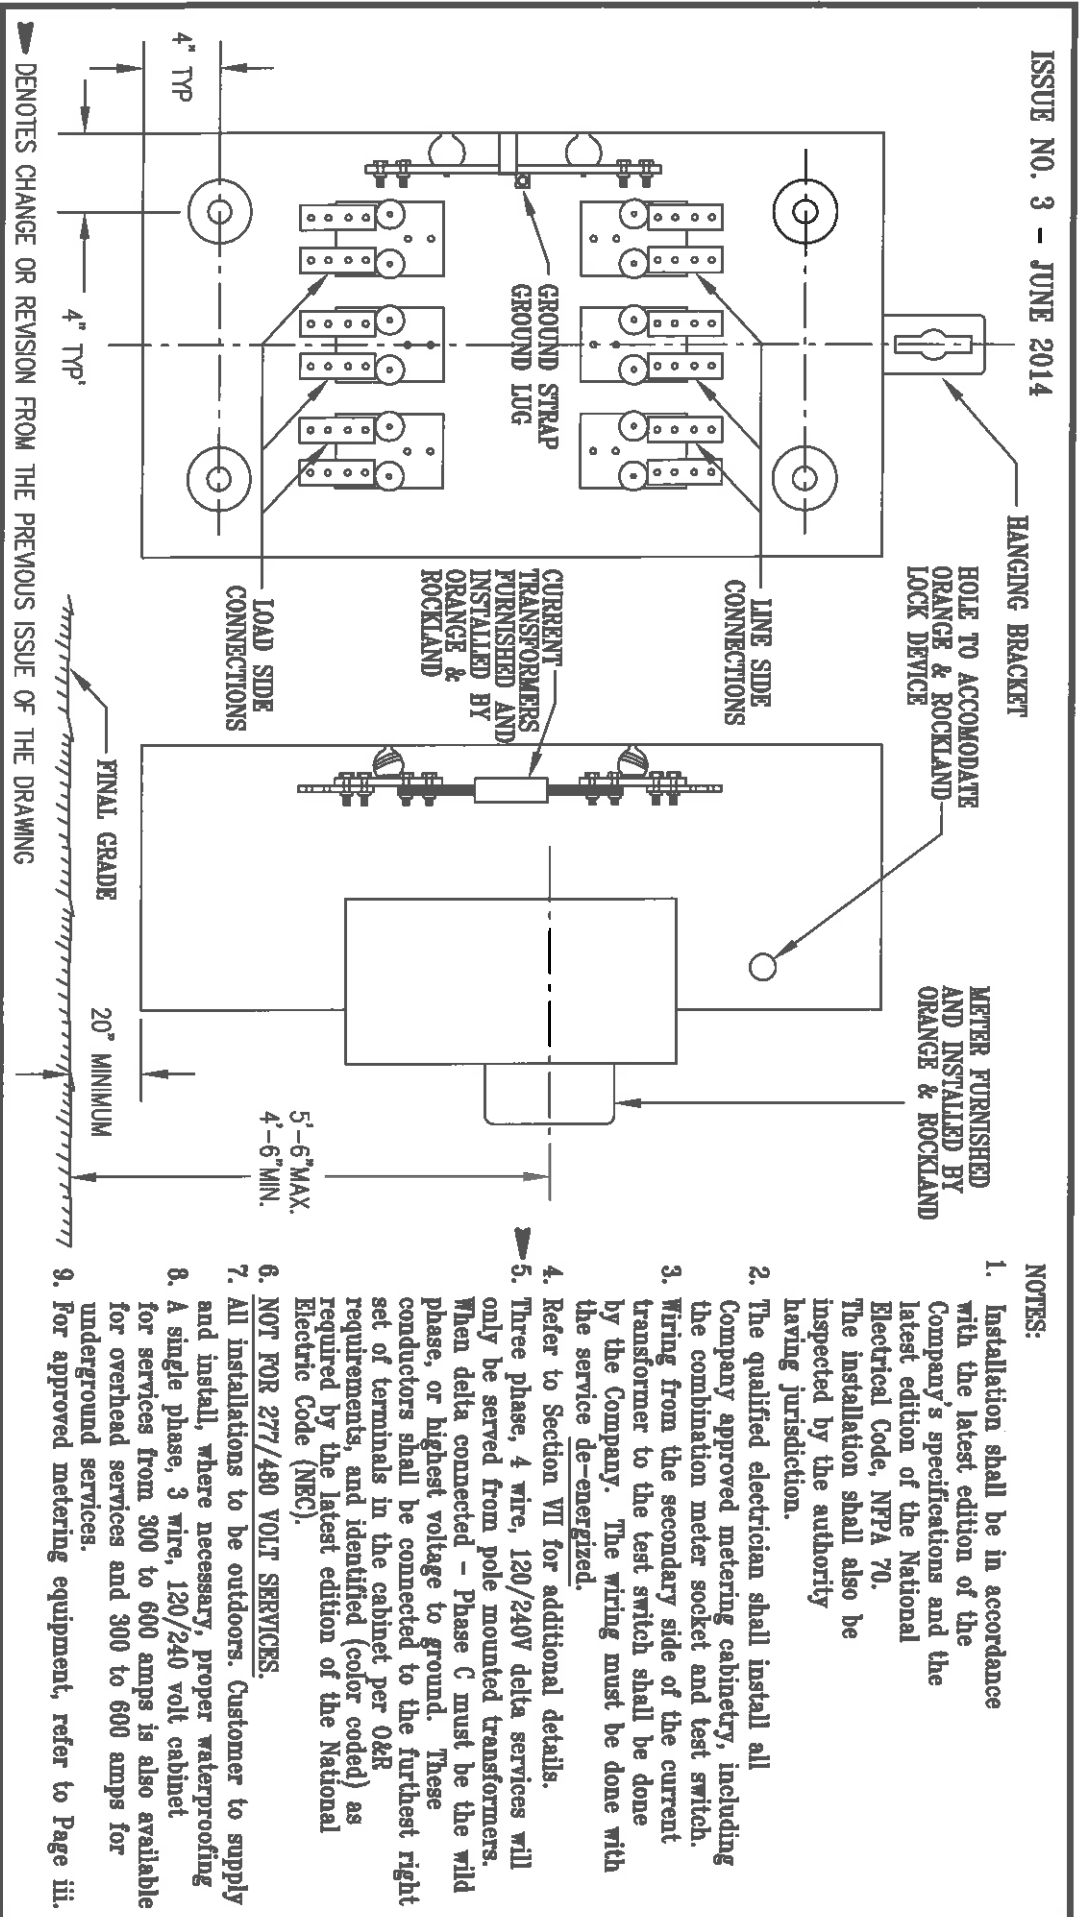 ISSUE NO. 3 - JUNE 2014
HANGING BRACKET
HOLE TO ACCOMODATE
ORANGE & ROCKLAND
LOCK DEVICE
METER FURNISHED
AND INSTALLED BY
ORANGE & ROCKLAND
LINE SIDE
CONNECTIONS
GROUND STRAP
GROUND LUG
CURRENT
TRANSFORMERS
FURNISHED AND
INSTALLED BY
ORANGE &
ROCKLAND
LOAD SIDE
CONNECTIONS
5'-6"MAX.
4'-6"MIN.
4" TYP
4" TYP'
FINAL GRADE
20" MINIMUM
DENOTES CHANGE OR REVISION FROM THE PREVIOUS ISSUE OF THE DRAWING
NOTES:
1. Installation shall be in accordance
with the latest edition of the
Company's specifications and the
latest edition of the National
Electrical Code, NFPA 70.
The installation shall also be
inspected by the authority
having jurisdiction.
2. The qualified electrician shall install all
Company approved metering cabinetry, including
the combination meter socket and test switch.
3. Wiring from the secondary side of the current
transformer to the test switch shall be done
by the Company. The wiring must be done with
the service de-energized.
4. Refer to Section VII for additional details.
5. Three phase, 4 wire, 120/240V delta services will
only be served from pole mounted transformers.
When delta connected - Phase C must be the wild
phase, or highest voltage to ground. These
conductors shall be connected to the furthest right
set of terminals in the cabinet per O&R
requirements, and identified (color coded) as
required by the latest edition of the National
Electric Code (NEC).
6. NOT FOR 277/480 VOLT SERVICES.
7. All installations to be outdoors. Customer to supply
and install, where necessary, proper waterproofing
8. A single phase, 3 wire, 120/240 volt cabinet
for services from 300 to 600 amps is also available
for overhead services and 300 to 600 amps for
underground services.
9. For approved metering equipment, refer to Page iii.